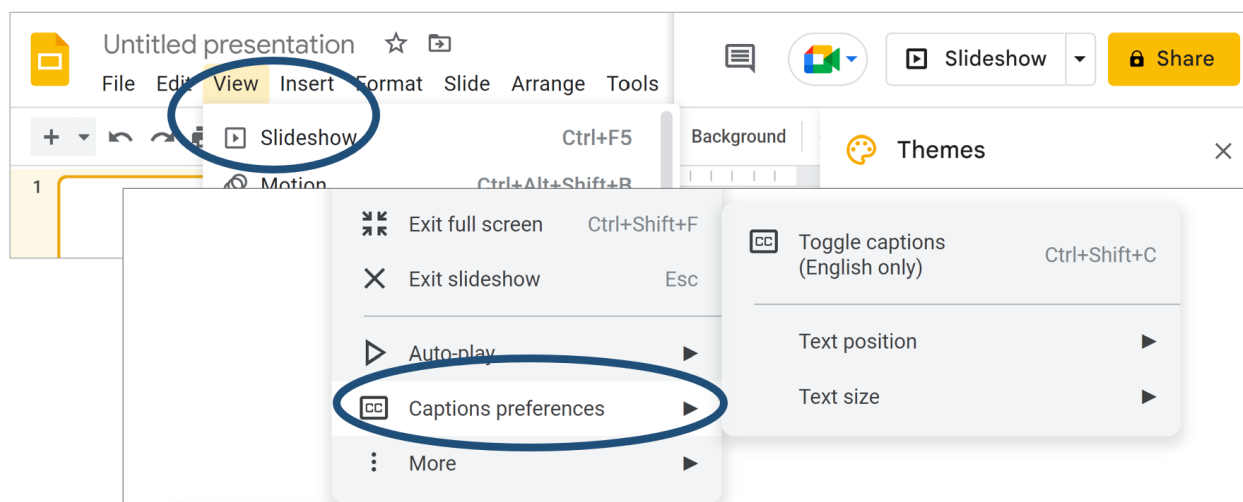 Untitled presentation
File Edit View Insert Format Slide Arrange Tools
Slideshow
Share
Slideshow Ctrl+F5
Background
Themes
1
Motion Ctrl+Alt+Shift+B
Exit full screen Ctrl+Shift+F
Exit slideshow Esc
Auto-play
CC Captions preferences
More
CC Toggle captions
(English only) Ctrl+Shift+C
Text position
Text size